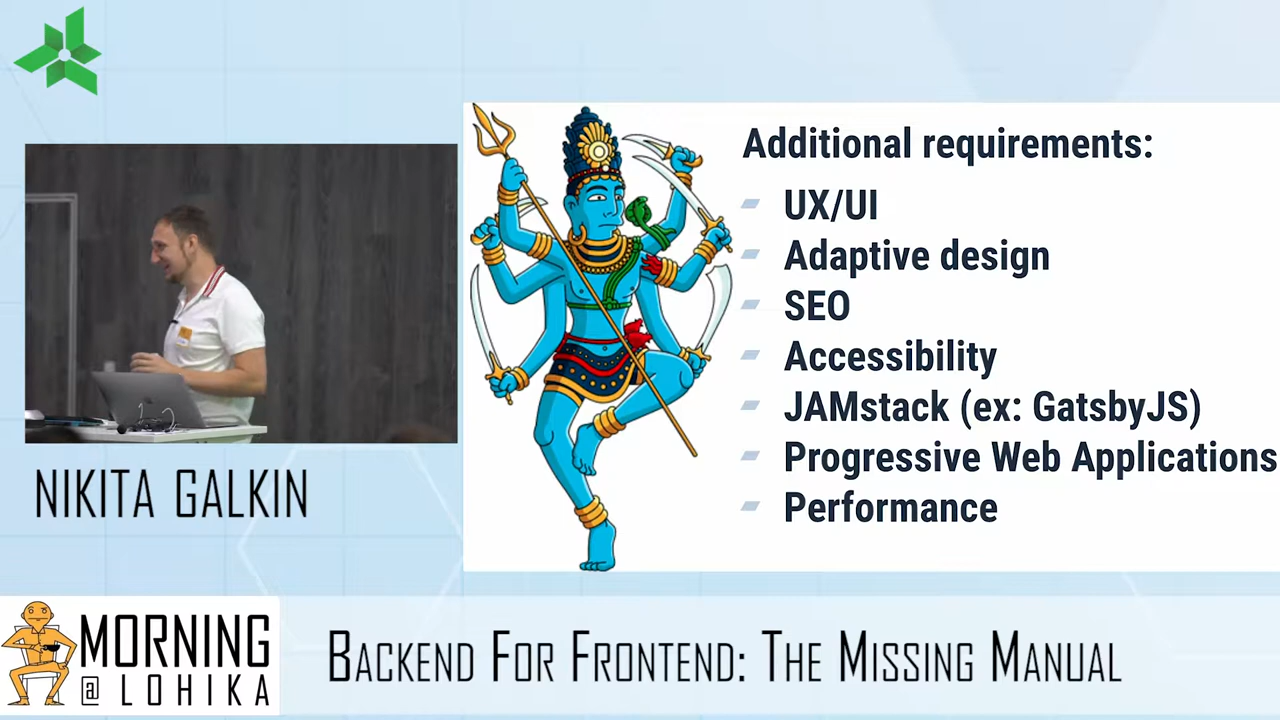 Additional requirements:
UX/UI
Adaptive design
SEO
Accessibility
JAMstack (ex: GatsbyJS)
Progressive Web Applications
Performance
NIKITA GALKIN
MORNING
@ LOHIKA
BACKEND FOR FRONTEND: THE MISSING MANUAL